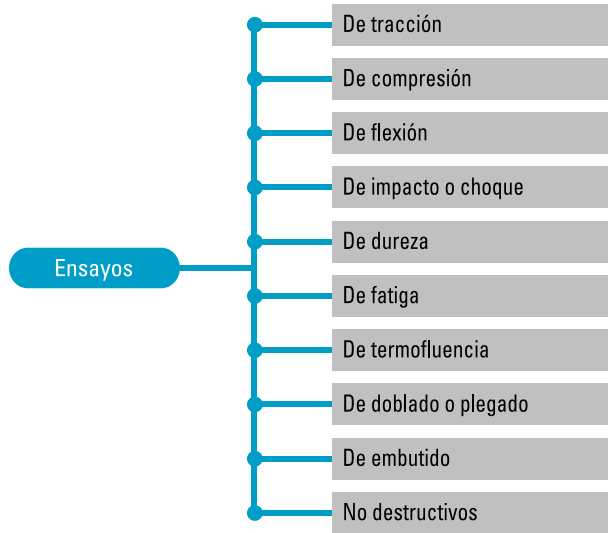 Ensayos
De tracción
De compresión
De flexión
De impacto o choque
De dureza
De fatiga
De termofluencia
De doblado o plegado
De embutido
No destructivos